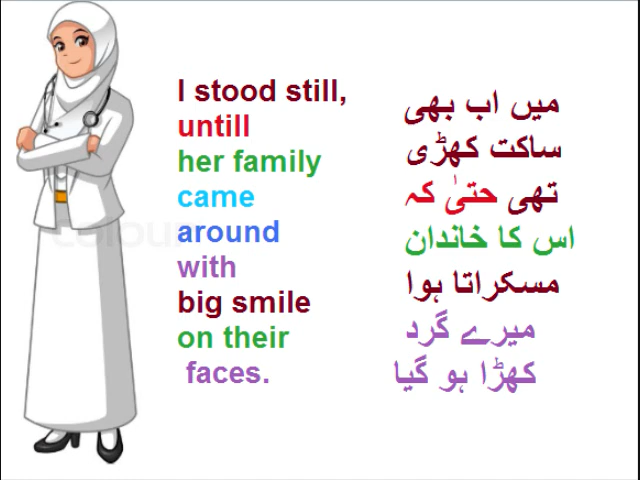 I stood still,
untill
her family
came
around
with
big smile
on their
faces.
میں اب بھی
ساکت کھڑی
تھی حتیٰ کہ
اس کا خاندان
مسکراتا ہوا
میرے گرد
کھڑا ہو گیا